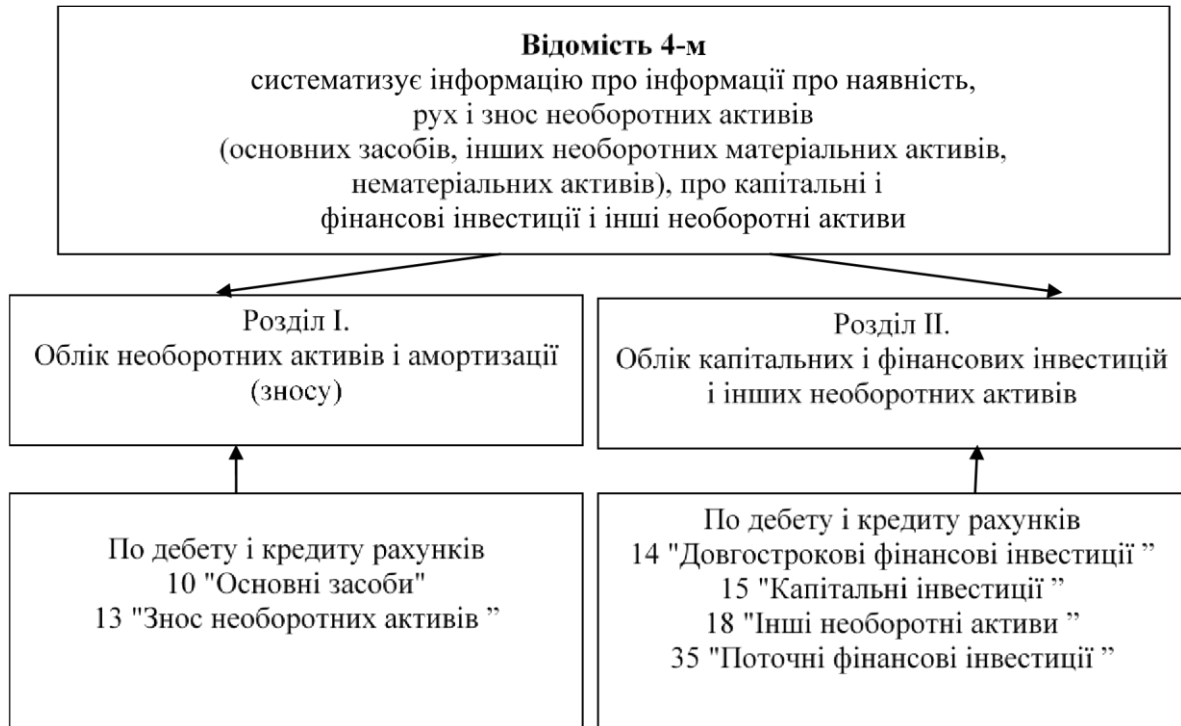 Відомість 4-м
систематизує інформацію про інформації про наявність,
рух і знос необоротних активів
(основних засобів, інших необоротних матеріальних активів,
нематеріальних активів), про капітальні і
фінансові інвестиції і інші необоротні активи
Розділ I.
Облік необоротних активів і амортизації
(зносу)
Розділ II.
Облік капітальних і фінансових інвестицій
і інших необоротних активів
По дебету і кредиту рахунків
10 "Основні засоби"
13 "Знос необоротних активів ”
По дебету і кредиту рахунків
14 "Довгострокові фінансові інвестиції ”
15 "Капітальні інвестиції ”
18 "Інші необоротні активи ”
35 "Поточні фінансові інвестиції ”